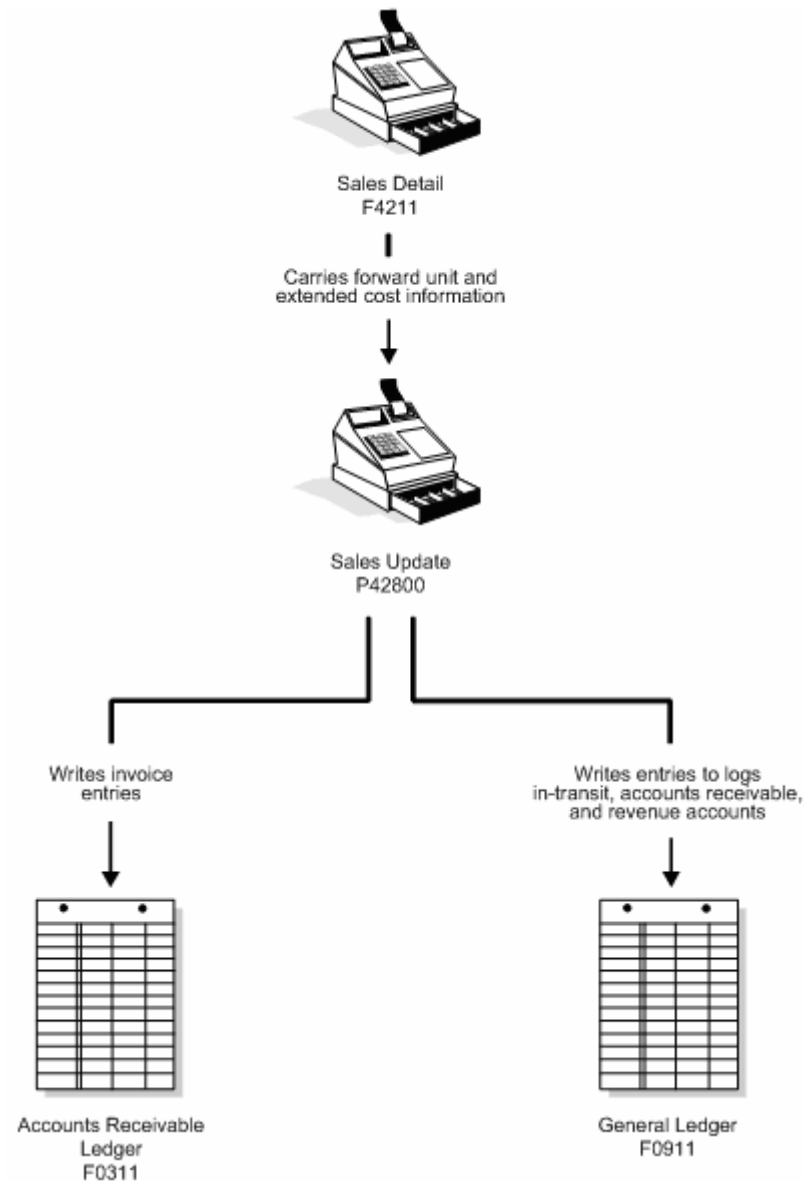 Sales Detail
F4211
Carries forward unit and
extended cost information
Sales Update
P42800
Writes invoice
entries
Writes entries to logs
in-transit, accounts receivable,
and revenue accounts
Accounts Receivable
Ledger
F0311
General Ledger
F0911